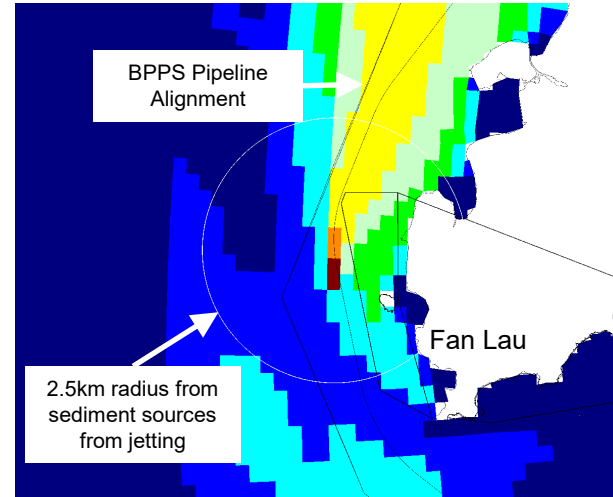 BPPS Pipeline
Alignment
Fan Lau
2.5km radius from
sediment sources
from jetting